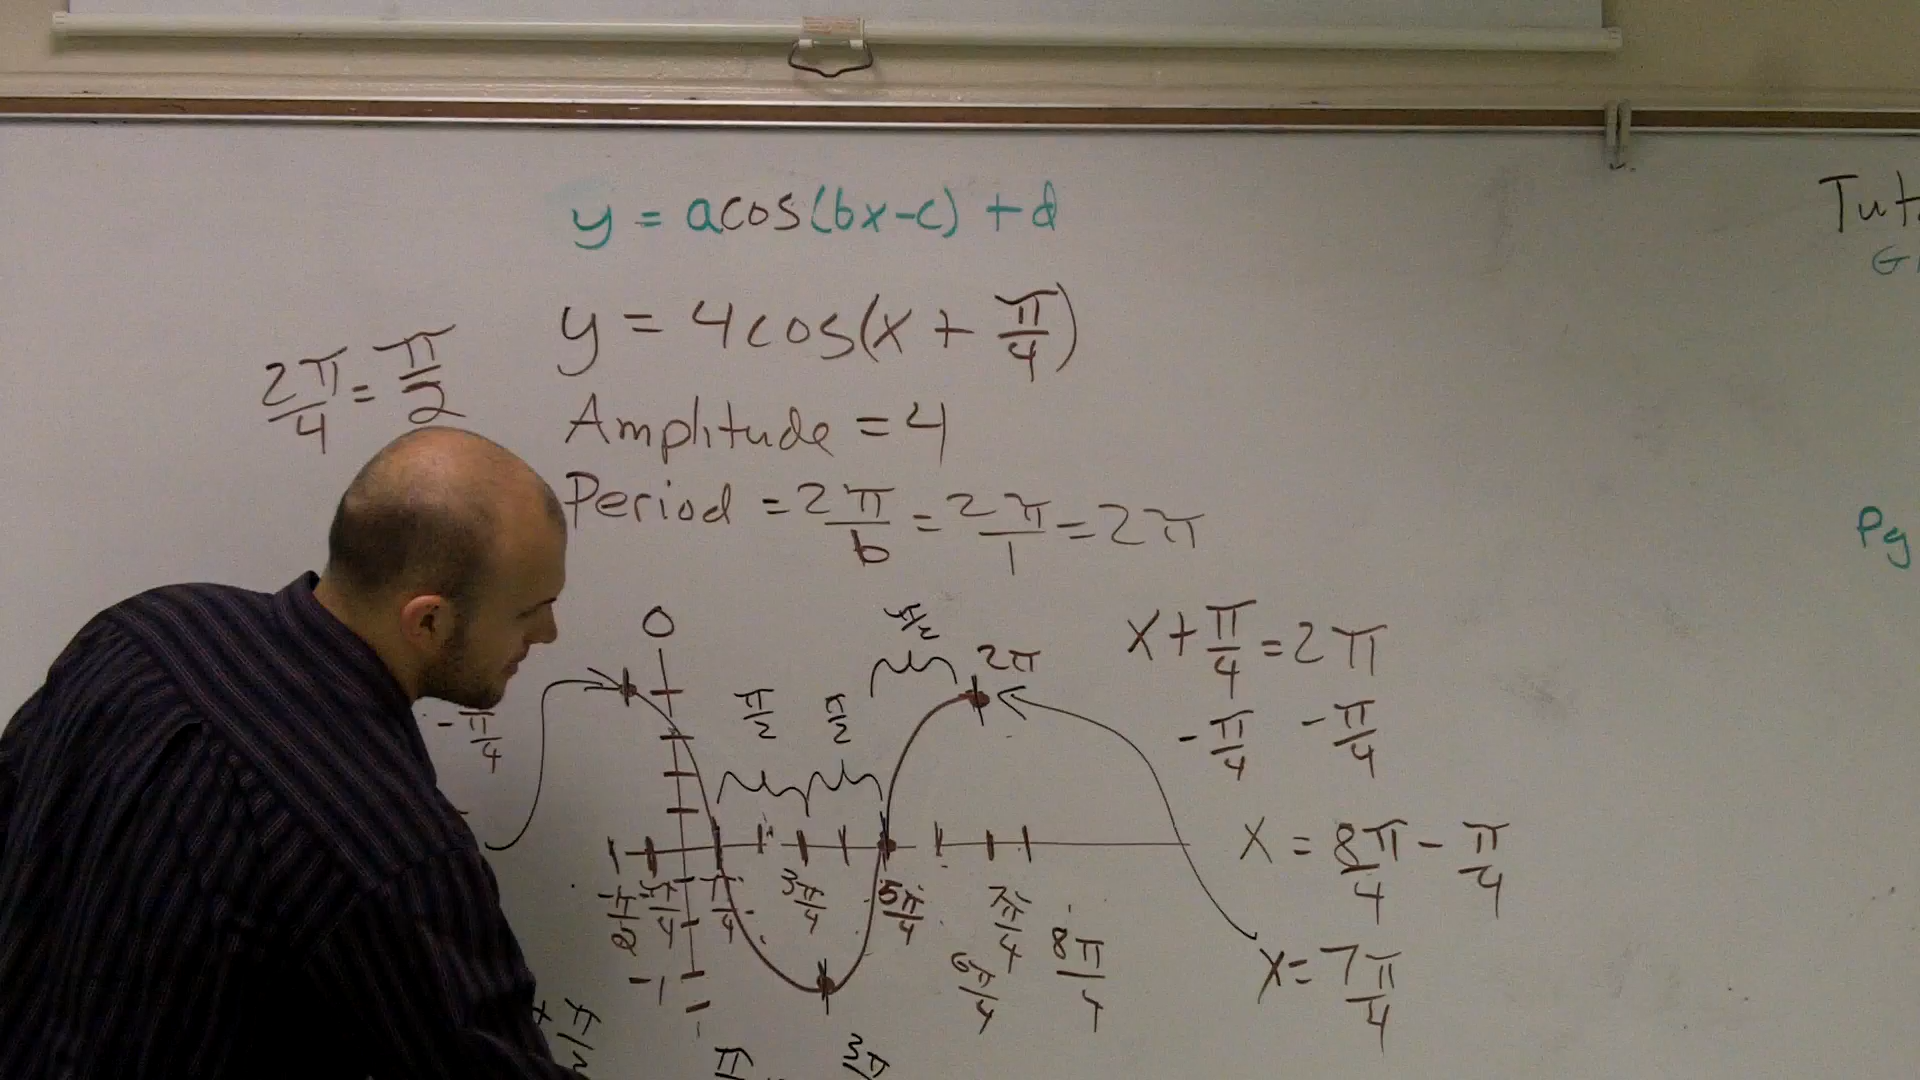 y = acos(bx-c) + d
y = 4cos(x + π/4)
2π/4 = π/2
Amplitude = 4
Period = 2π/b = 2π/1 = 2π
0
π/2
2π
π/2
π/2
-π/4
-π/2 -π/4 π/4 3π/4 5π/4 6π/4 7π/4 8π/4
-1
+ π/2
π
3π
x + π/4 = 2π
-π/4 -π/4
x = 8π/4 - π/4
x = 7π/4
Pg